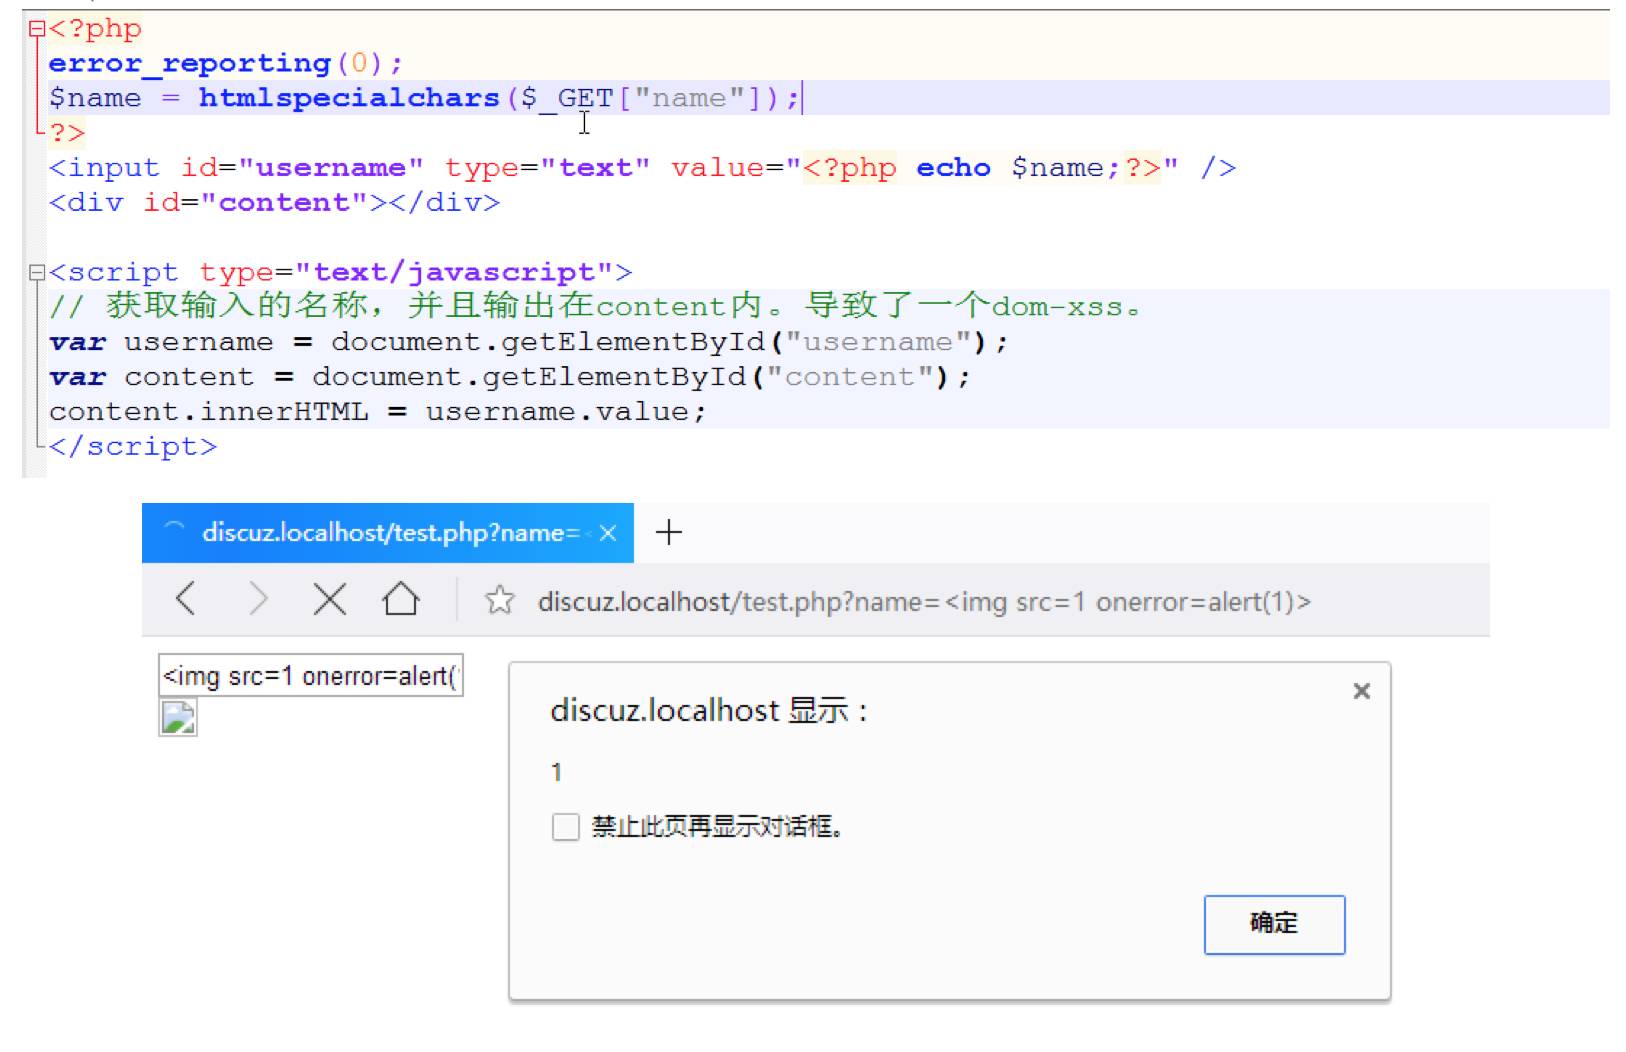 <?php
error_reporting(0);
$name = htmlspecialchars($_GET["name"]);
?>
<input id="username" type="text" value="<?php echo $name;?>" />
<div id="content"></div>
<script type="text/javascript">
// 获取输入的名称，并且输出在content内。导致了一个dom-xss。
var username = document.getElementById("username");
var content = document.getElementById("content");
content.innerHTML = username.value;
</script>
discuz.localhost/test.php?name=
discuz.localhost/test.php?name=<img src=1 onerror=alert(1)>
<img src=1 onerror=alert(
discuz.localhost 显示：
1
禁止此页再显示对话框。
确定